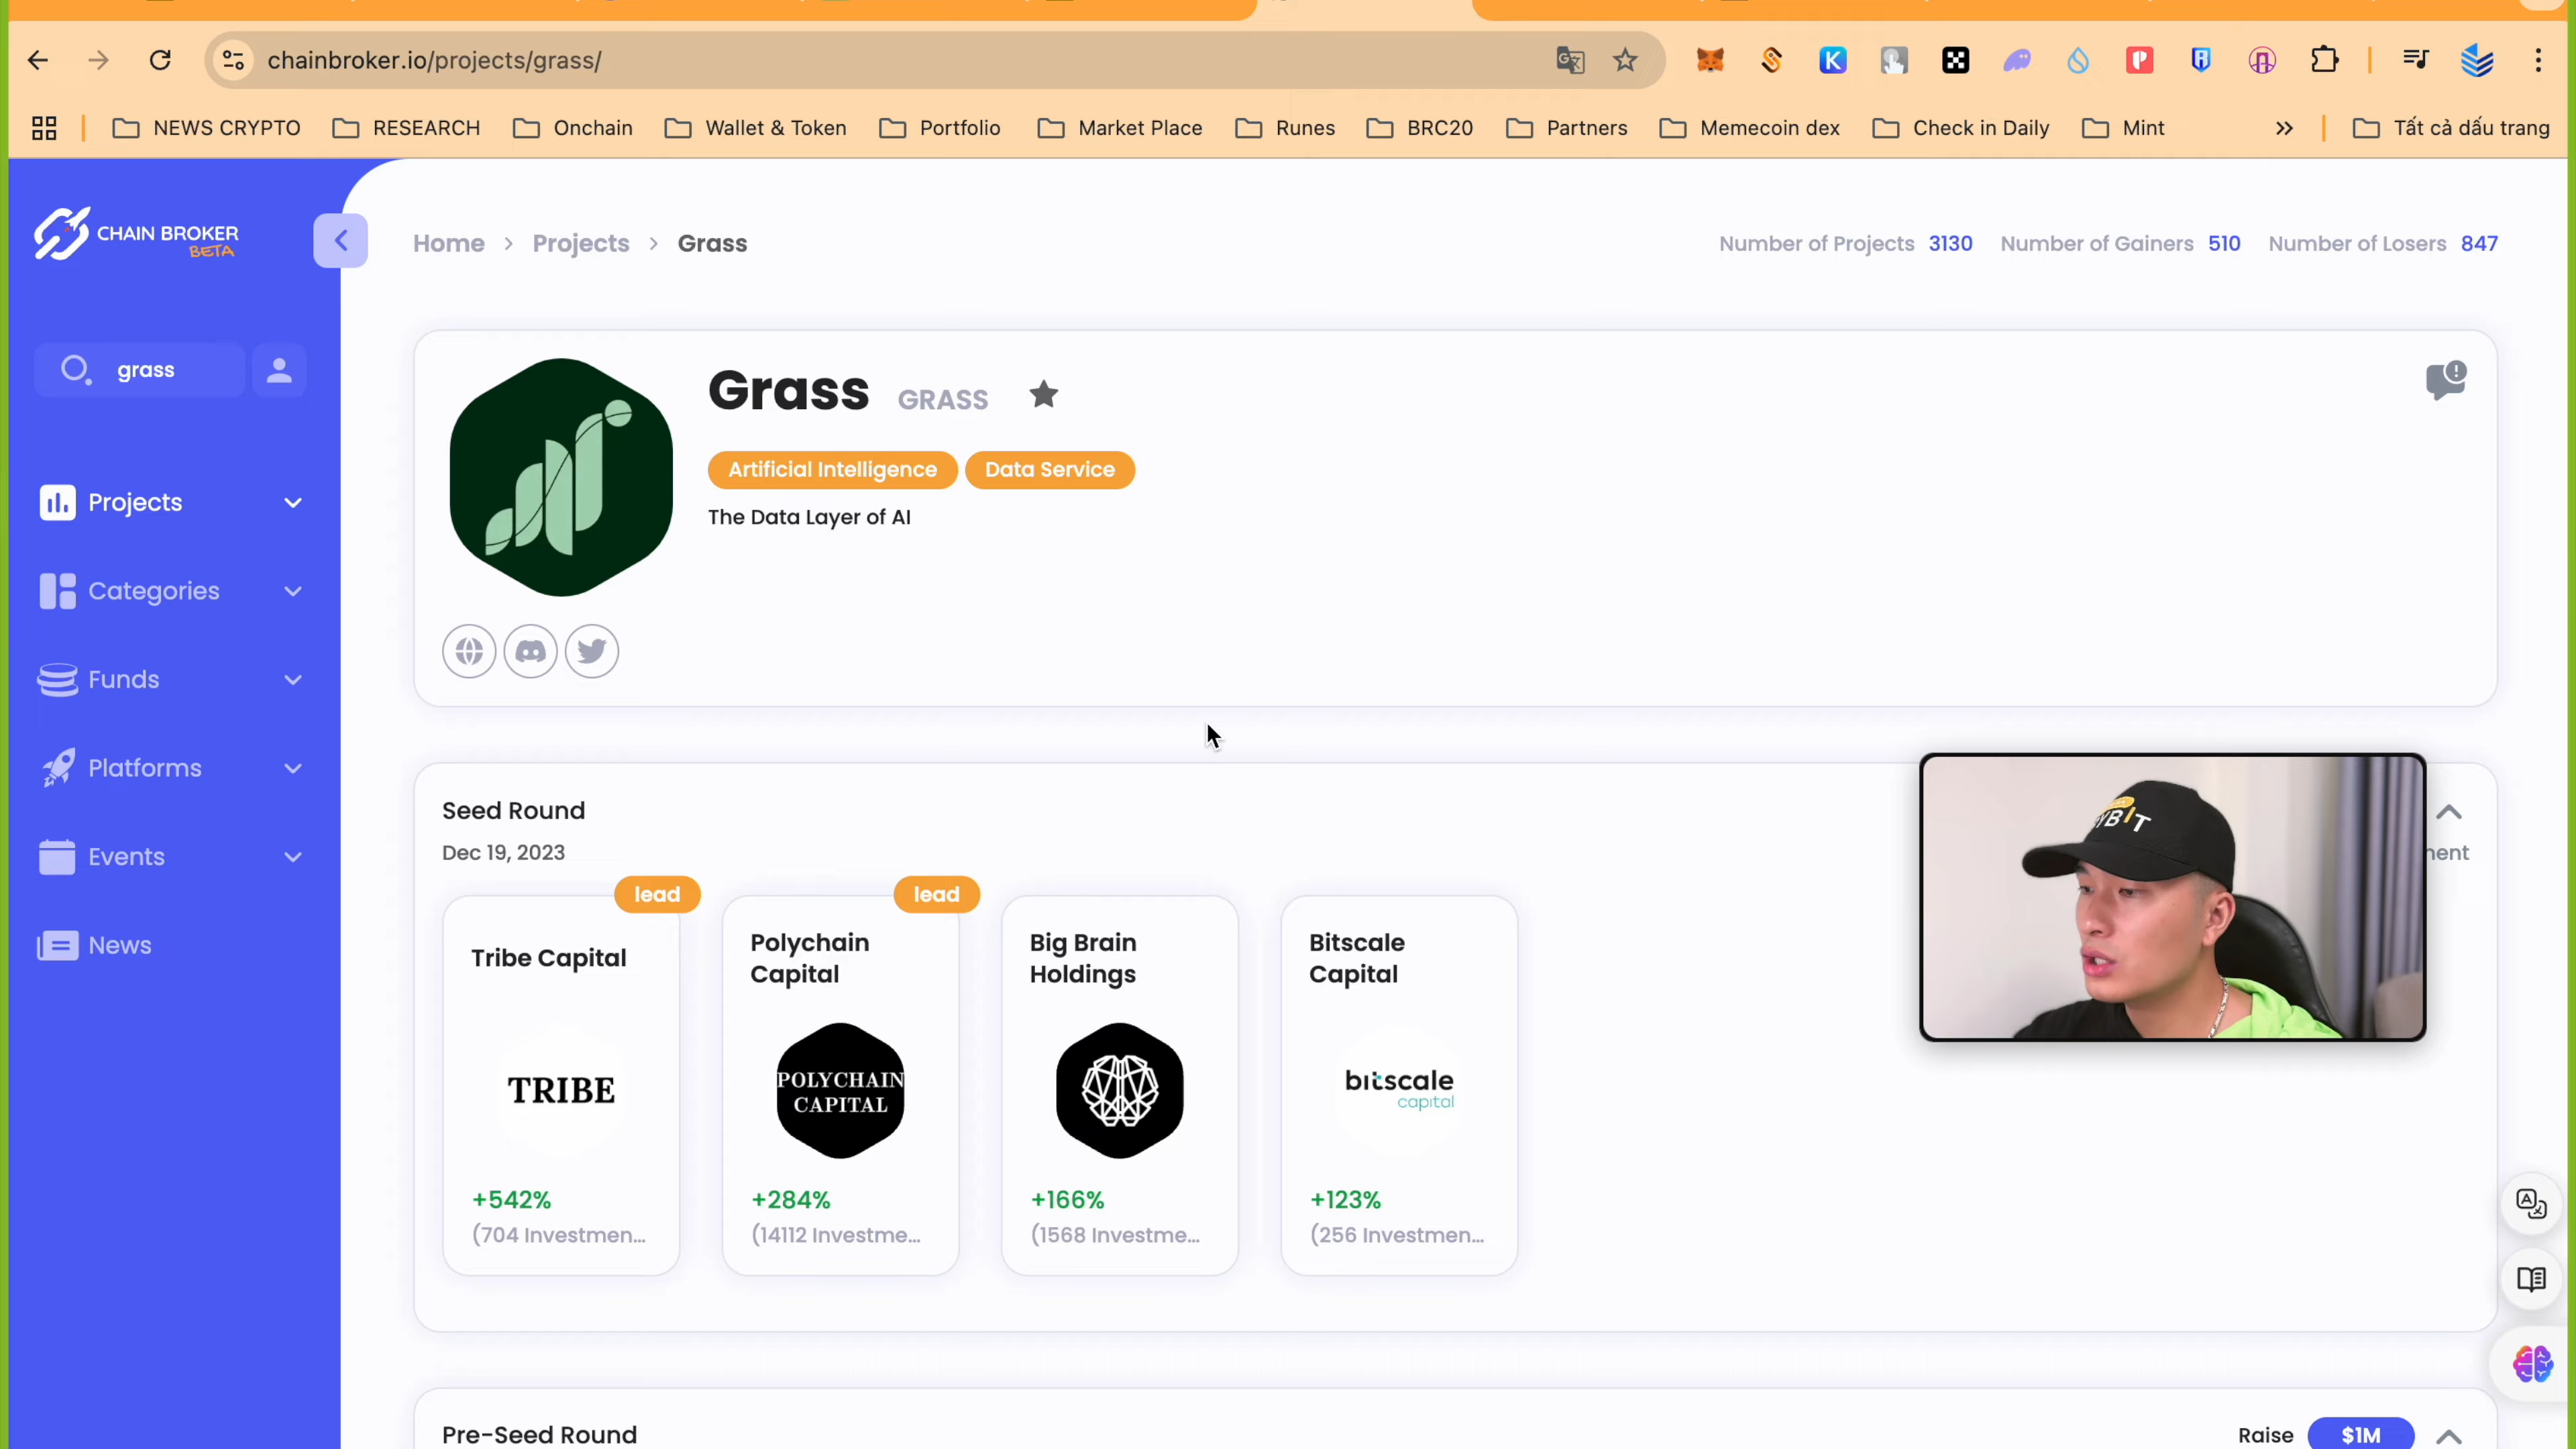 chainbroker.io/projects/grass/
NEWS CRYPTO
RESEARCH
Onchain
Wallet & Token
Portfolio
Market Place
Runes
BRC20
Partners
Memecoin dex
Check in Daily
Mint
Tất cả dấu trang
CHAIN BROKER
BETA
Home > Projects > Grass
Number of Projects 3130
Number of Gainers 510
Number of Losers 847
grass
Projects
Categories
Funds
Platforms
Events
News
Grass GRASS
Artificial Intelligence
Data Service
The Data Layer of AI
Seed Round
Dec 19, 2023
lead
Tribe Capital
TRIBE
+542%
(704 Investmen...
lead
Polychain
Capital
POLYCHAIN
CAPITAL
+284%
(14112 Investme...
Big Brain
Holdings
+166%
(1568 Investme...
Bitscale
Capital
bitscale
capital
+123%
(256 Investmen...
Pre-Seed Round
Raise $1M